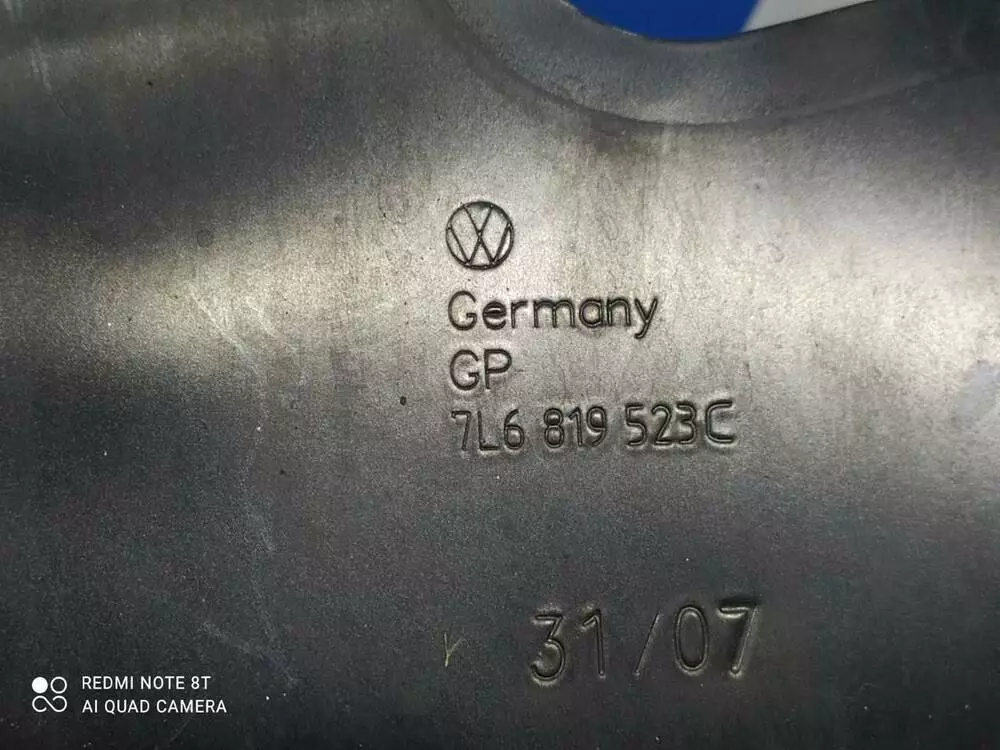 Germany
GP
7L6 819 523C
31/07
REDMI NOTE 8T
AI QUAD CAMERA